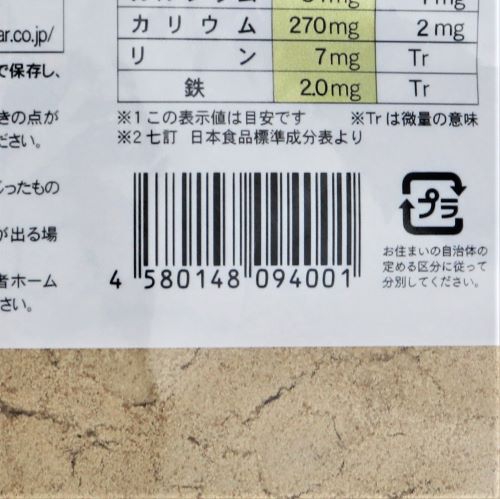 ar.co.jp/
で保存し、
きの点が
ださい。
じったもの
が出る場
者ホーム
さい。
カリウム 270mg 2mg
リン 7mg Tr
鉄 2.0mg Tr
※1 この表示値は目安です ※Trは微量の意味
※2 七訂 日本食品標準成分表より
4 580148 094001
プラ
お住まいの自治体の
定める区分に従って
分別してください。